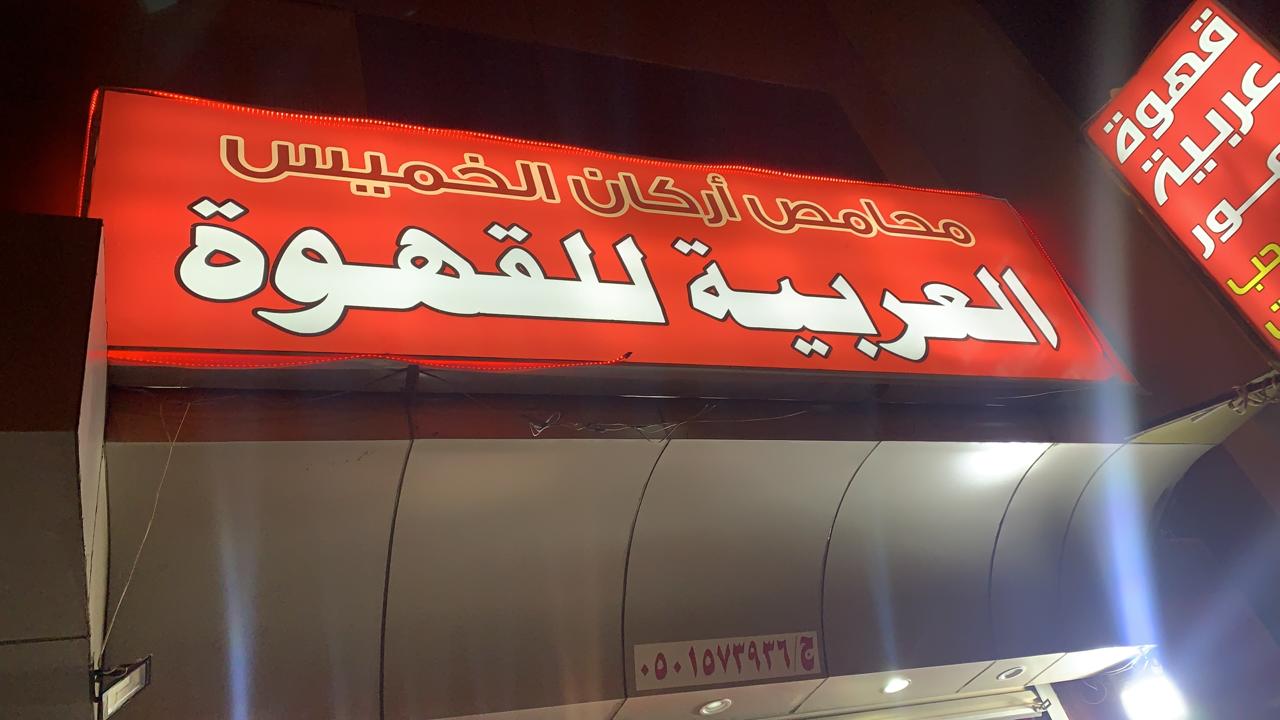 محامص أركان الخميس
العربية للقهوة
ج/٠٥٠١٥٧٣٩٣٦
قهوة
عربية